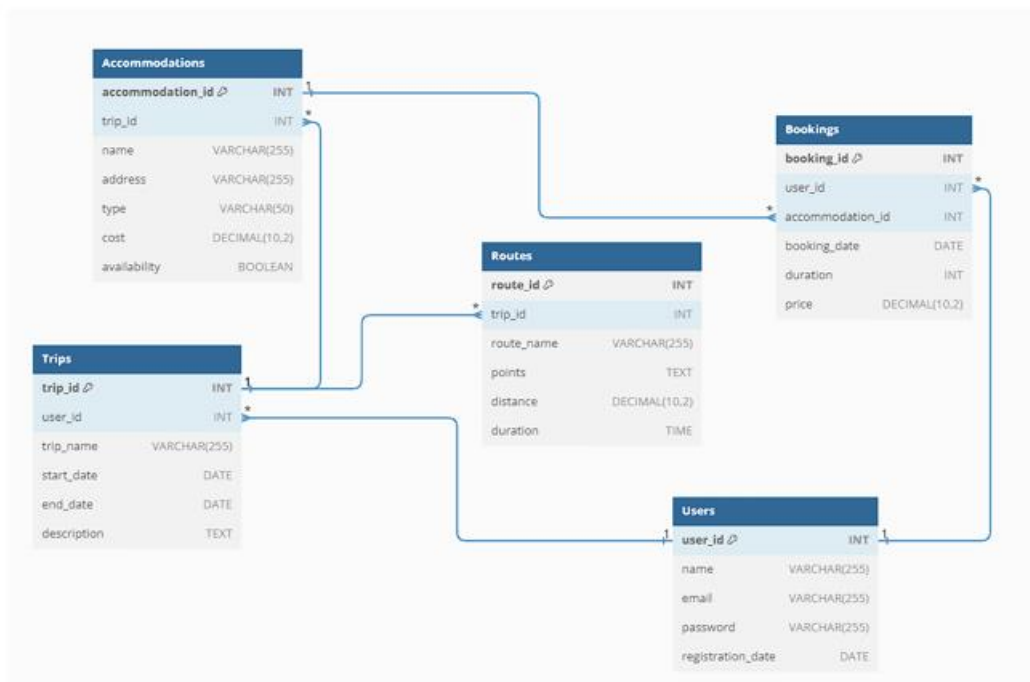 Accommodations
accommodation_id INT
trip_id INT
name VARCHAR(255)
address VARCHAR(255)
type VARCHAR(50)
cost DECIMAL(10,2)
availability BOOLEAN
Bookings
booking_id INT
user_id INT
accommodation_id INT
booking_date DATE
duration INT
price DECIMAL(10,2)
Routes
route_id INT
trip_id INT
route_name VARCHAR(255)
points TEXT
distance DECIMAL(10,2)
duration TIME
Trips
trip_id INT
user_id INT
trip_name VARCHAR(255)
start_date DATE
end_date DATE
description TEXT
Users
user_id INT
name VARCHAR(255)
email VARCHAR(255)
password VARCHAR(255)
registration_date DATE
1
*
*
*
1
*
1
1
*